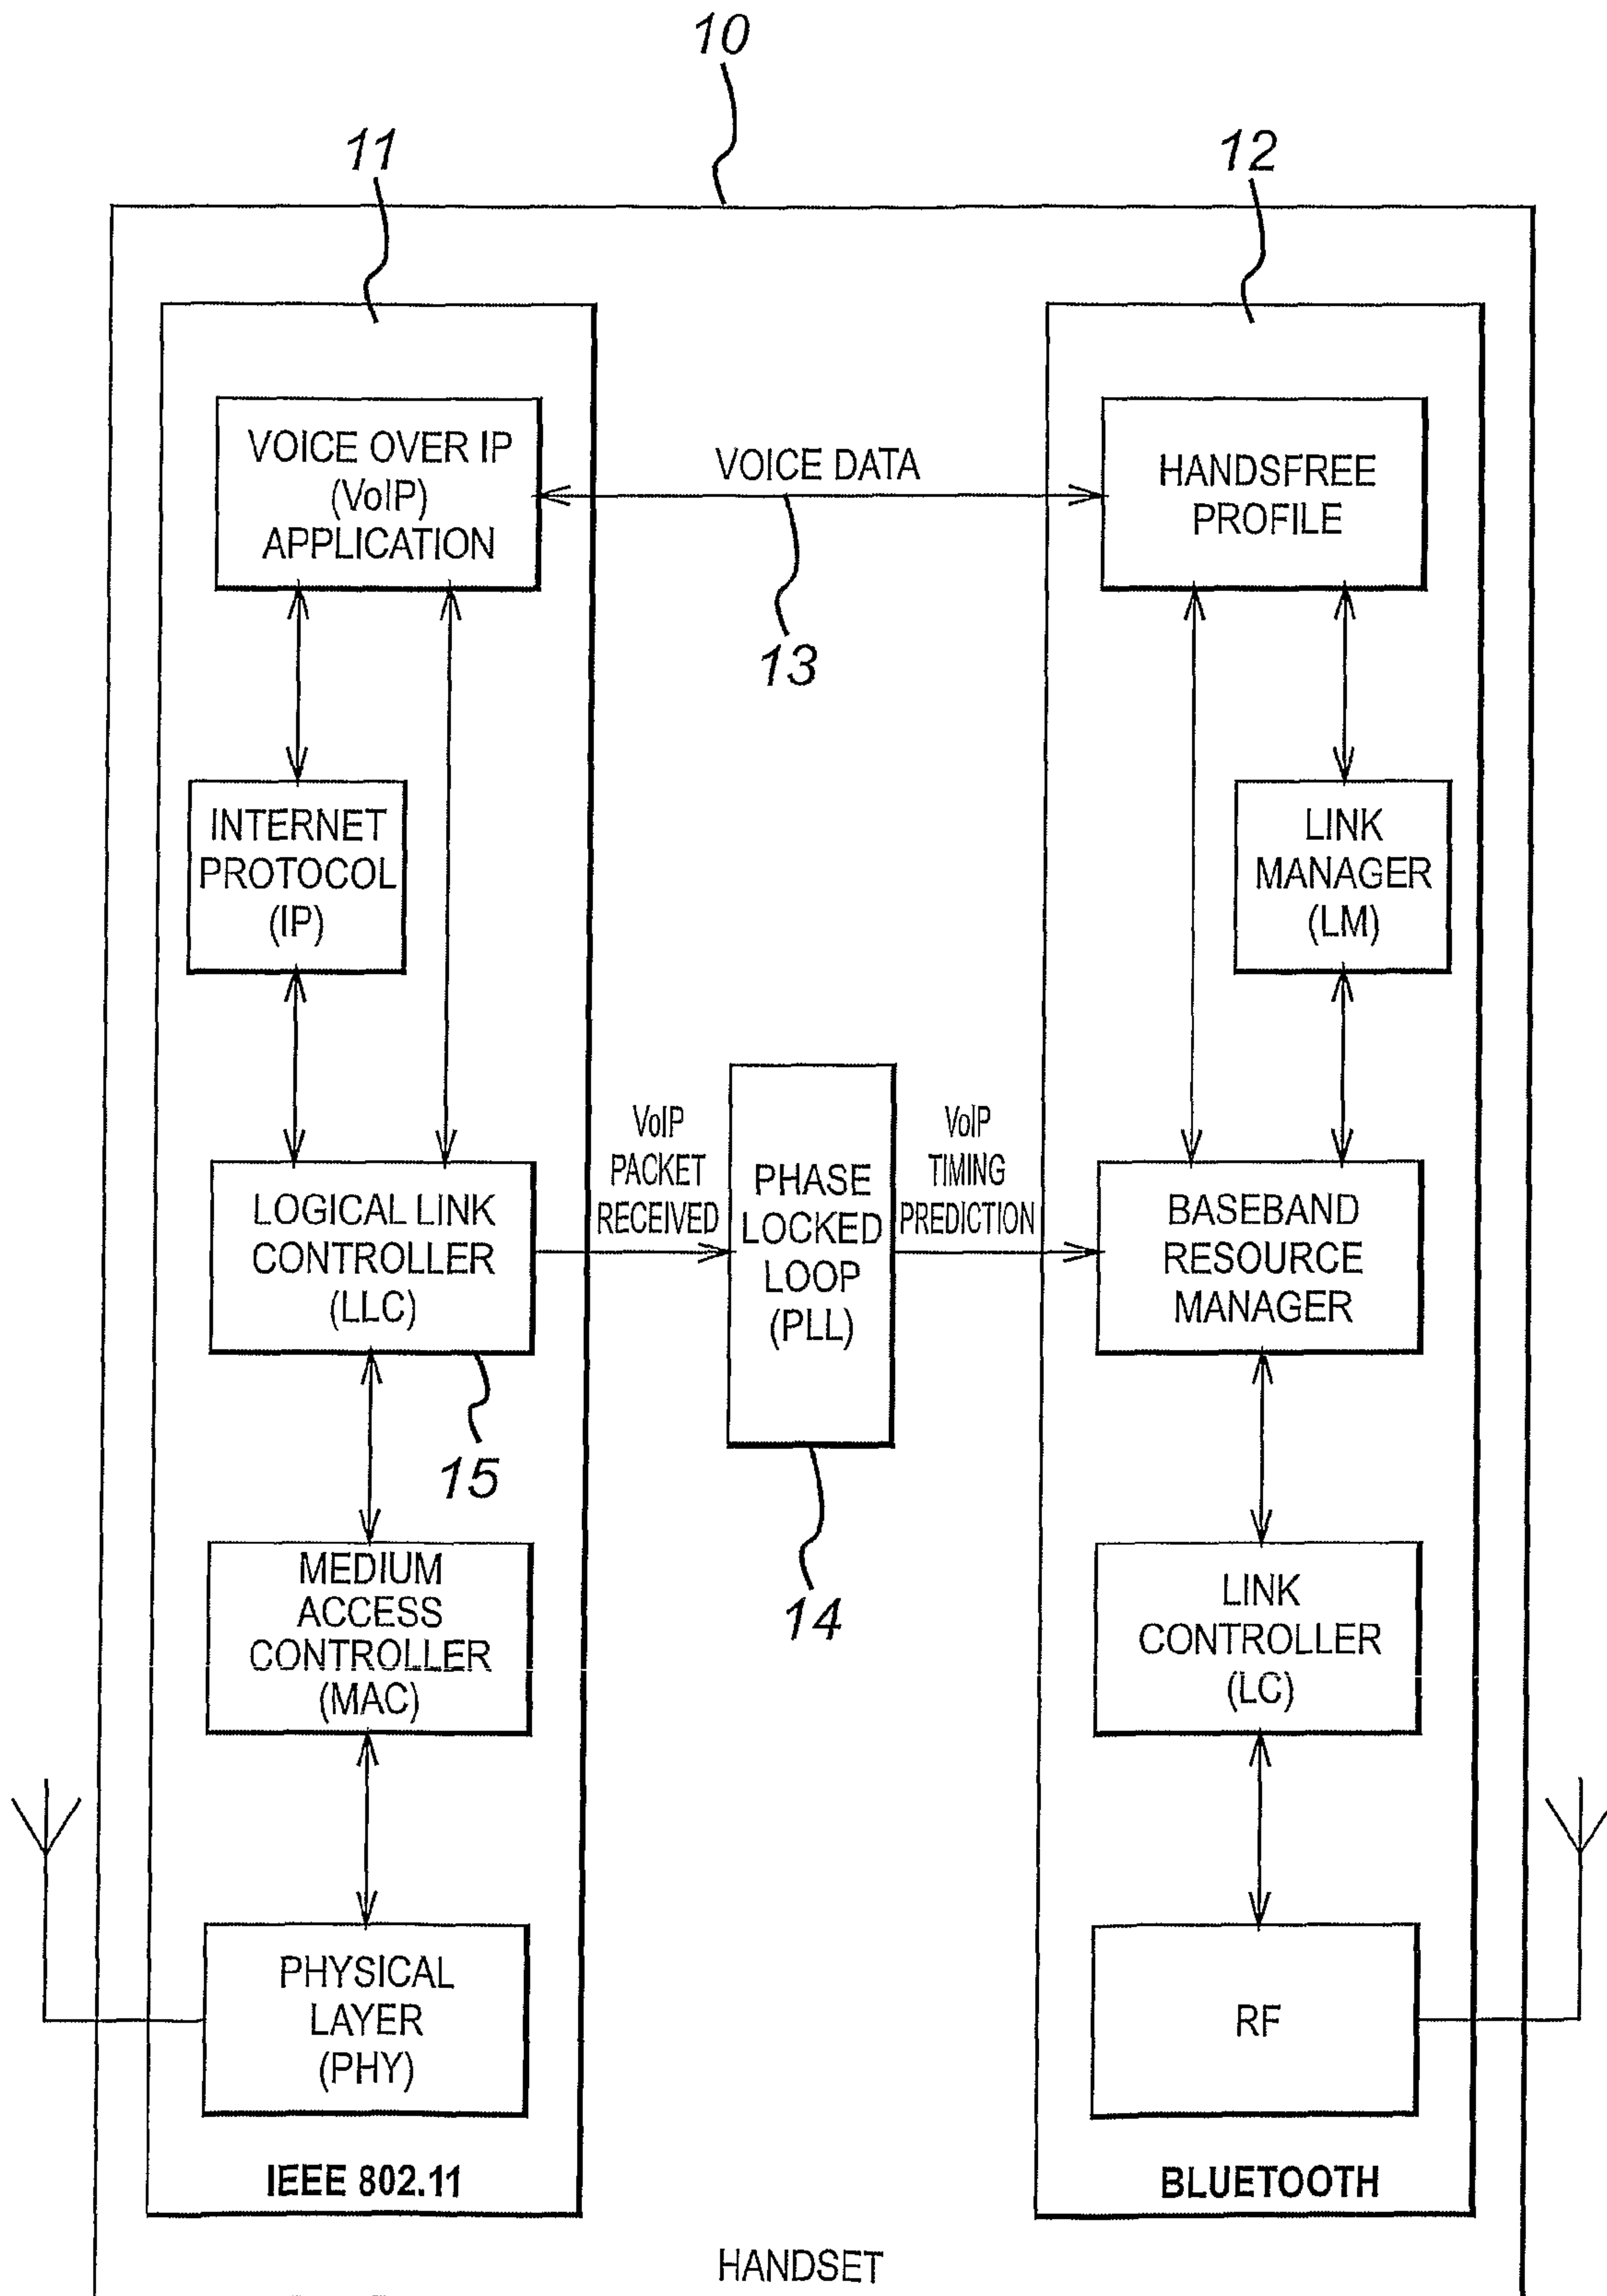 10
11
12
VOICE OVER IP
(VoIP)
APPLICATION
VOICE DATA
HANDSFREE
PROFILE
13
INTERNET
PROTOCOL
(IP)
LINK
MANAGER
(LM)
VoIP
PACKET
RECEIVED
PHASE
LOCKED
LOOP
(PLL)
VoIP
TIMING
PREDICTION
LOGICAL LINK
CONTROLLER
(LLC)
BASEBAND
RESOURCE
MANAGER
15
14
MEDIUM
ACCESS
CONTROLLER
(MAC)
LINK
CONTROLLER
(LC)
PHYSICAL
LAYER
(PHY)
RF
IEEE 802.11
BLUETOOTH
HANDSET